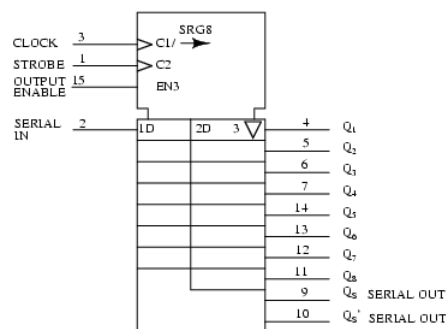 SRG8
CLOCK 3 C1/
STROBE 1 C2
OUTPUT ENABLE 15 EN3
SERIAL IN 2 1D 2D 3 4 Q1
5 Q2
6 Q3
7 Q4
14 Q5
13 Q6
12 Q7
11 Q8
9 QS SERIAL OUT
10 QS' SERIAL OUT